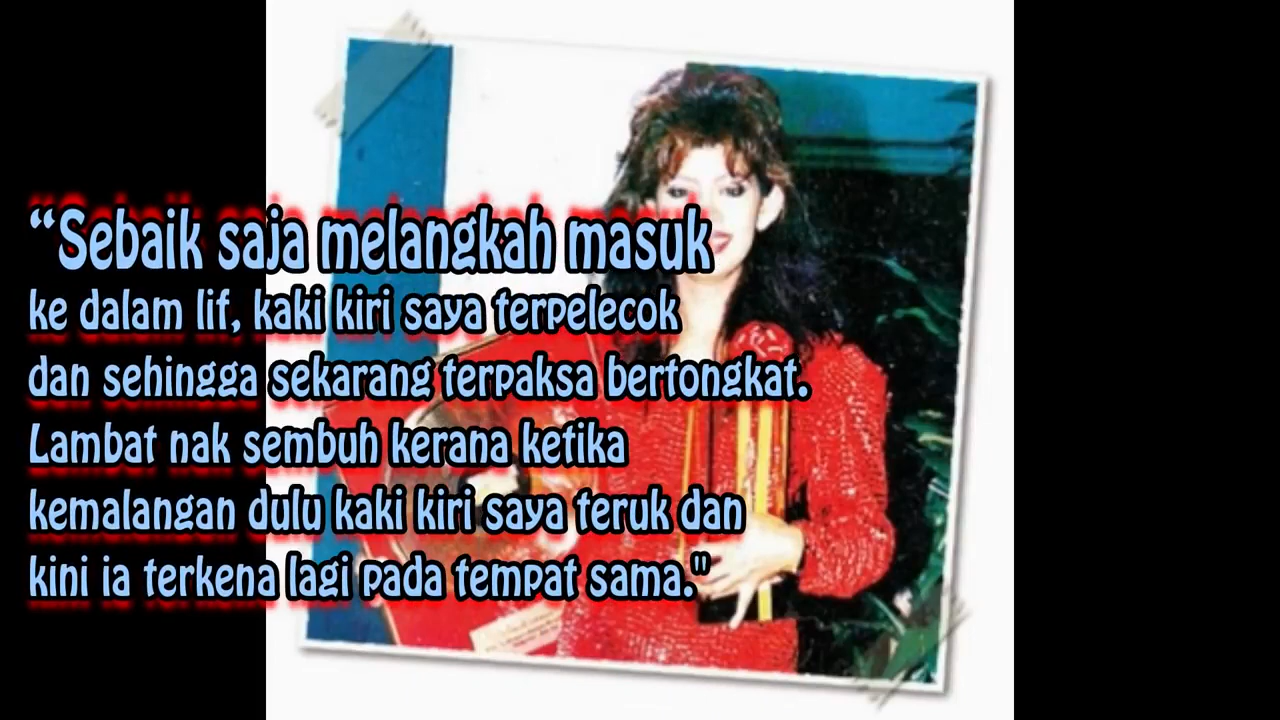 “Sebaik saja melangkah masuk
ke dalam lif, kaki kiri saya terpelecok
dan sehingga sekarang terpaksa bertongkat.
Lambat nak sembuh kerana ketika
kemalangan dulu kaki kiri saya teruk dan
kini ia terkena lagi pada tempat sama."